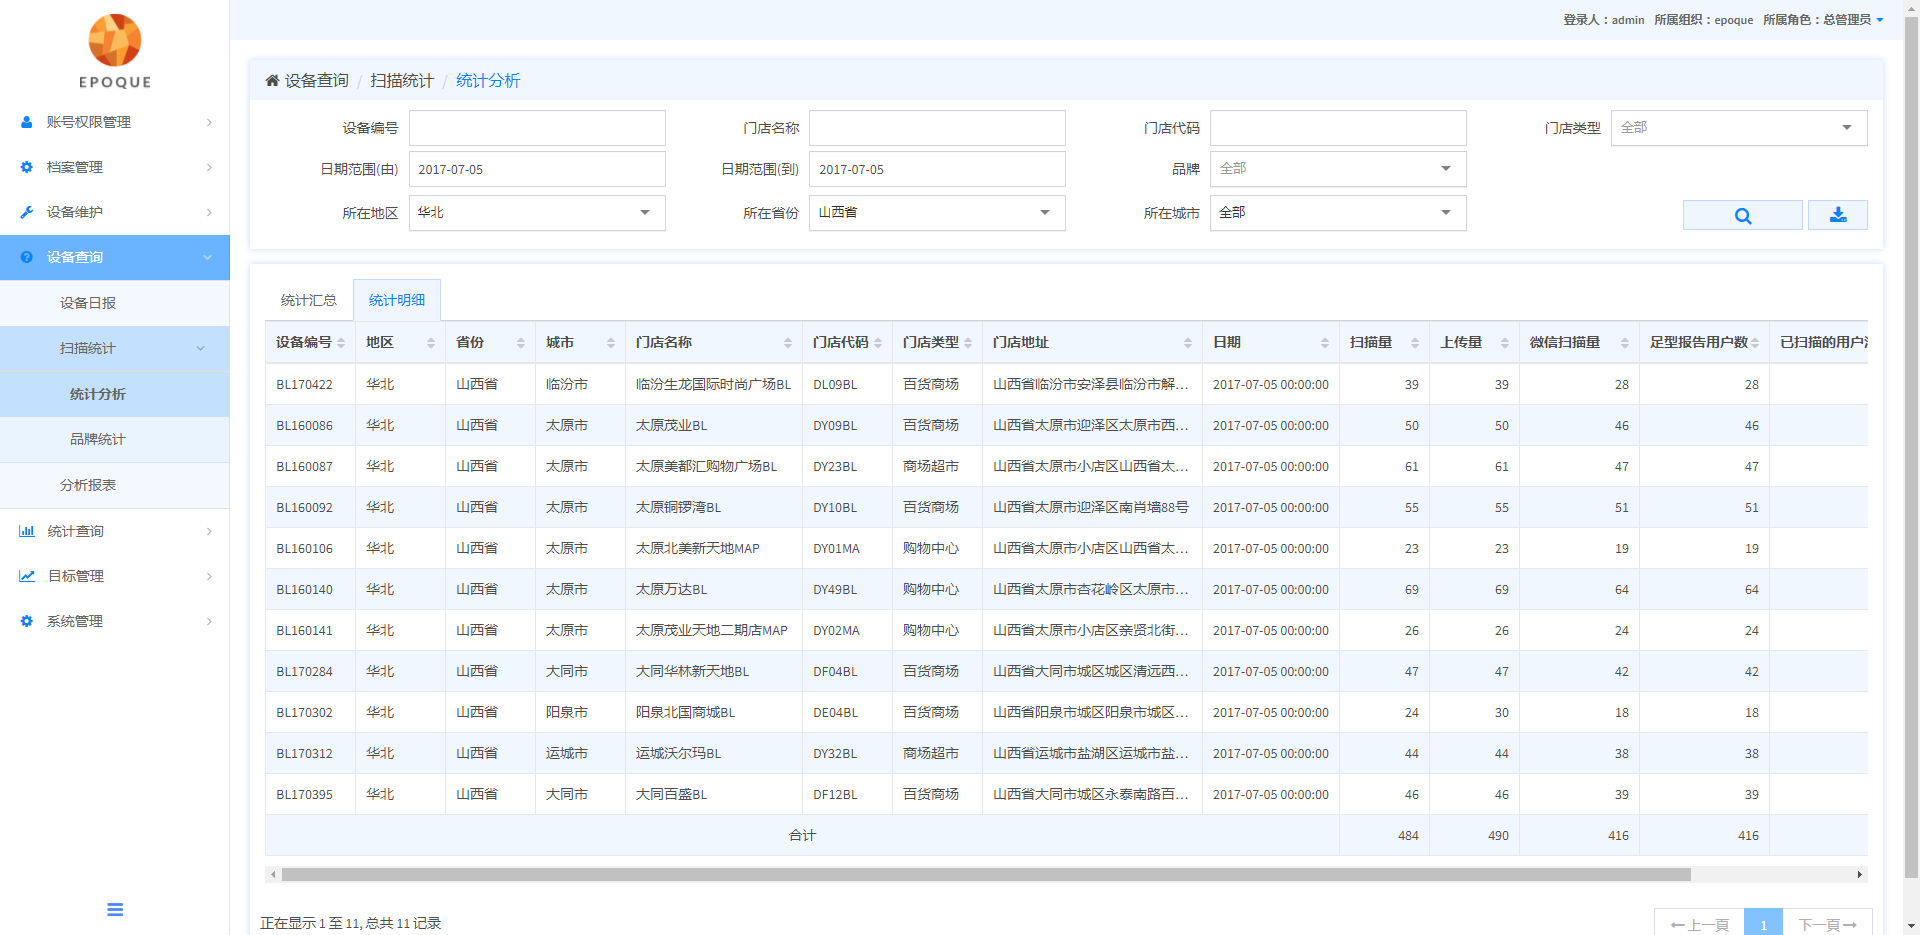 登录人：admin 所属组织：epoque 所属角色：总管理员
EPOQUE
账号权限管理
档案管理
设备维护
设备查询
设备日报
扫描统计
统计分析
品牌统计
分析报表
统计查询
目标管理
系统管理
设备查询 / 扫描统计 / 统计分析
设备编号 门店名称 门店代码 门店类型 全部
日期范围(由) 2017-07-05 日期范围(到) 2017-07-05 品牌 全部
所在地区 华北 所在省份 山西省 所在城市 全部
统计汇总 统计明细
设备编号 地区 省份 城市 门店名称 门店代码 门店类型 门店地址 日期 扫描量 上传量 微信扫描量 足型报告用户数 已扫描的用户
BL170422 华北 山西省 临汾市 临汾生龙国际时尚广场BL DL09BL 百货商场 山西省临汾市安泽县临汾市解… 2017-07-05 00:00:00 39 39 28 28
BL160086 华北 山西省 太原市 太原茂业BL DY09BL 百货商场 山西省太原市迎泽区太原市西… 2017-07-05 00:00:00 50 50 46 46
BL160087 华北 山西省 太原市 太原美都汇购物广场BL DY23BL 商场超市 山西省太原市小店区山西省太… 2017-07-05 00:00:00 61 61 47 47
BL160092 华北 山西省 太原市 太原铜锣湾BL DY10BL 百货商场 山西省太原市迎泽区南肖墙88号 2017-07-05 00:00:00 55 55 51 51
BL160106 华北 山西省 太原市 太原北美新天地MAP DY01MA 购物中心 山西省太原市小店区山西省太… 2017-07-05 00:00:00 23 23 19 19
BL160140 华北 山西省 太原市 太原万达BL DY49BL 购物中心 山西省太原市杏花岭区太原市… 2017-07-05 00:00:00 69 69 64 64
BL160141 华北 山西省 太原市 太原茂业天地二期店MAP DY02MA 购物中心 山西省太原市小店区亲贤北街… 2017-07-05 00:00:00 26 26 24 24
BL170284 华北 山西省 大同市 大同华林新天地BL DF04BL 百货商场 山西省大同市城区城区清远西… 2017-07-05 00:00:00 47 47 42 42
BL170302 华北 山西省 阳泉市 阳泉北国商城BL DE04BL 百货商场 山西省阳泉市城区阳泉市城区… 2017-07-05 00:00:00 24 30 18 18
BL170312 华北 山西省 运城市 运城沃尔玛BL DY32BL 商场超市 山西省运城市盐湖区运城市盐… 2017-07-05 00:00:00 44 44 38 38
BL170395 华北 山西省 大同市 大同百盛BL DF12BL 百货商场 山西省大同市城区永泰南路百… 2017-07-05 00:00:00 46 46 39 39
合计 484 490 416 416
正在显示 1 至 11, 总共 11 记录
←上一頁 1 下一頁→